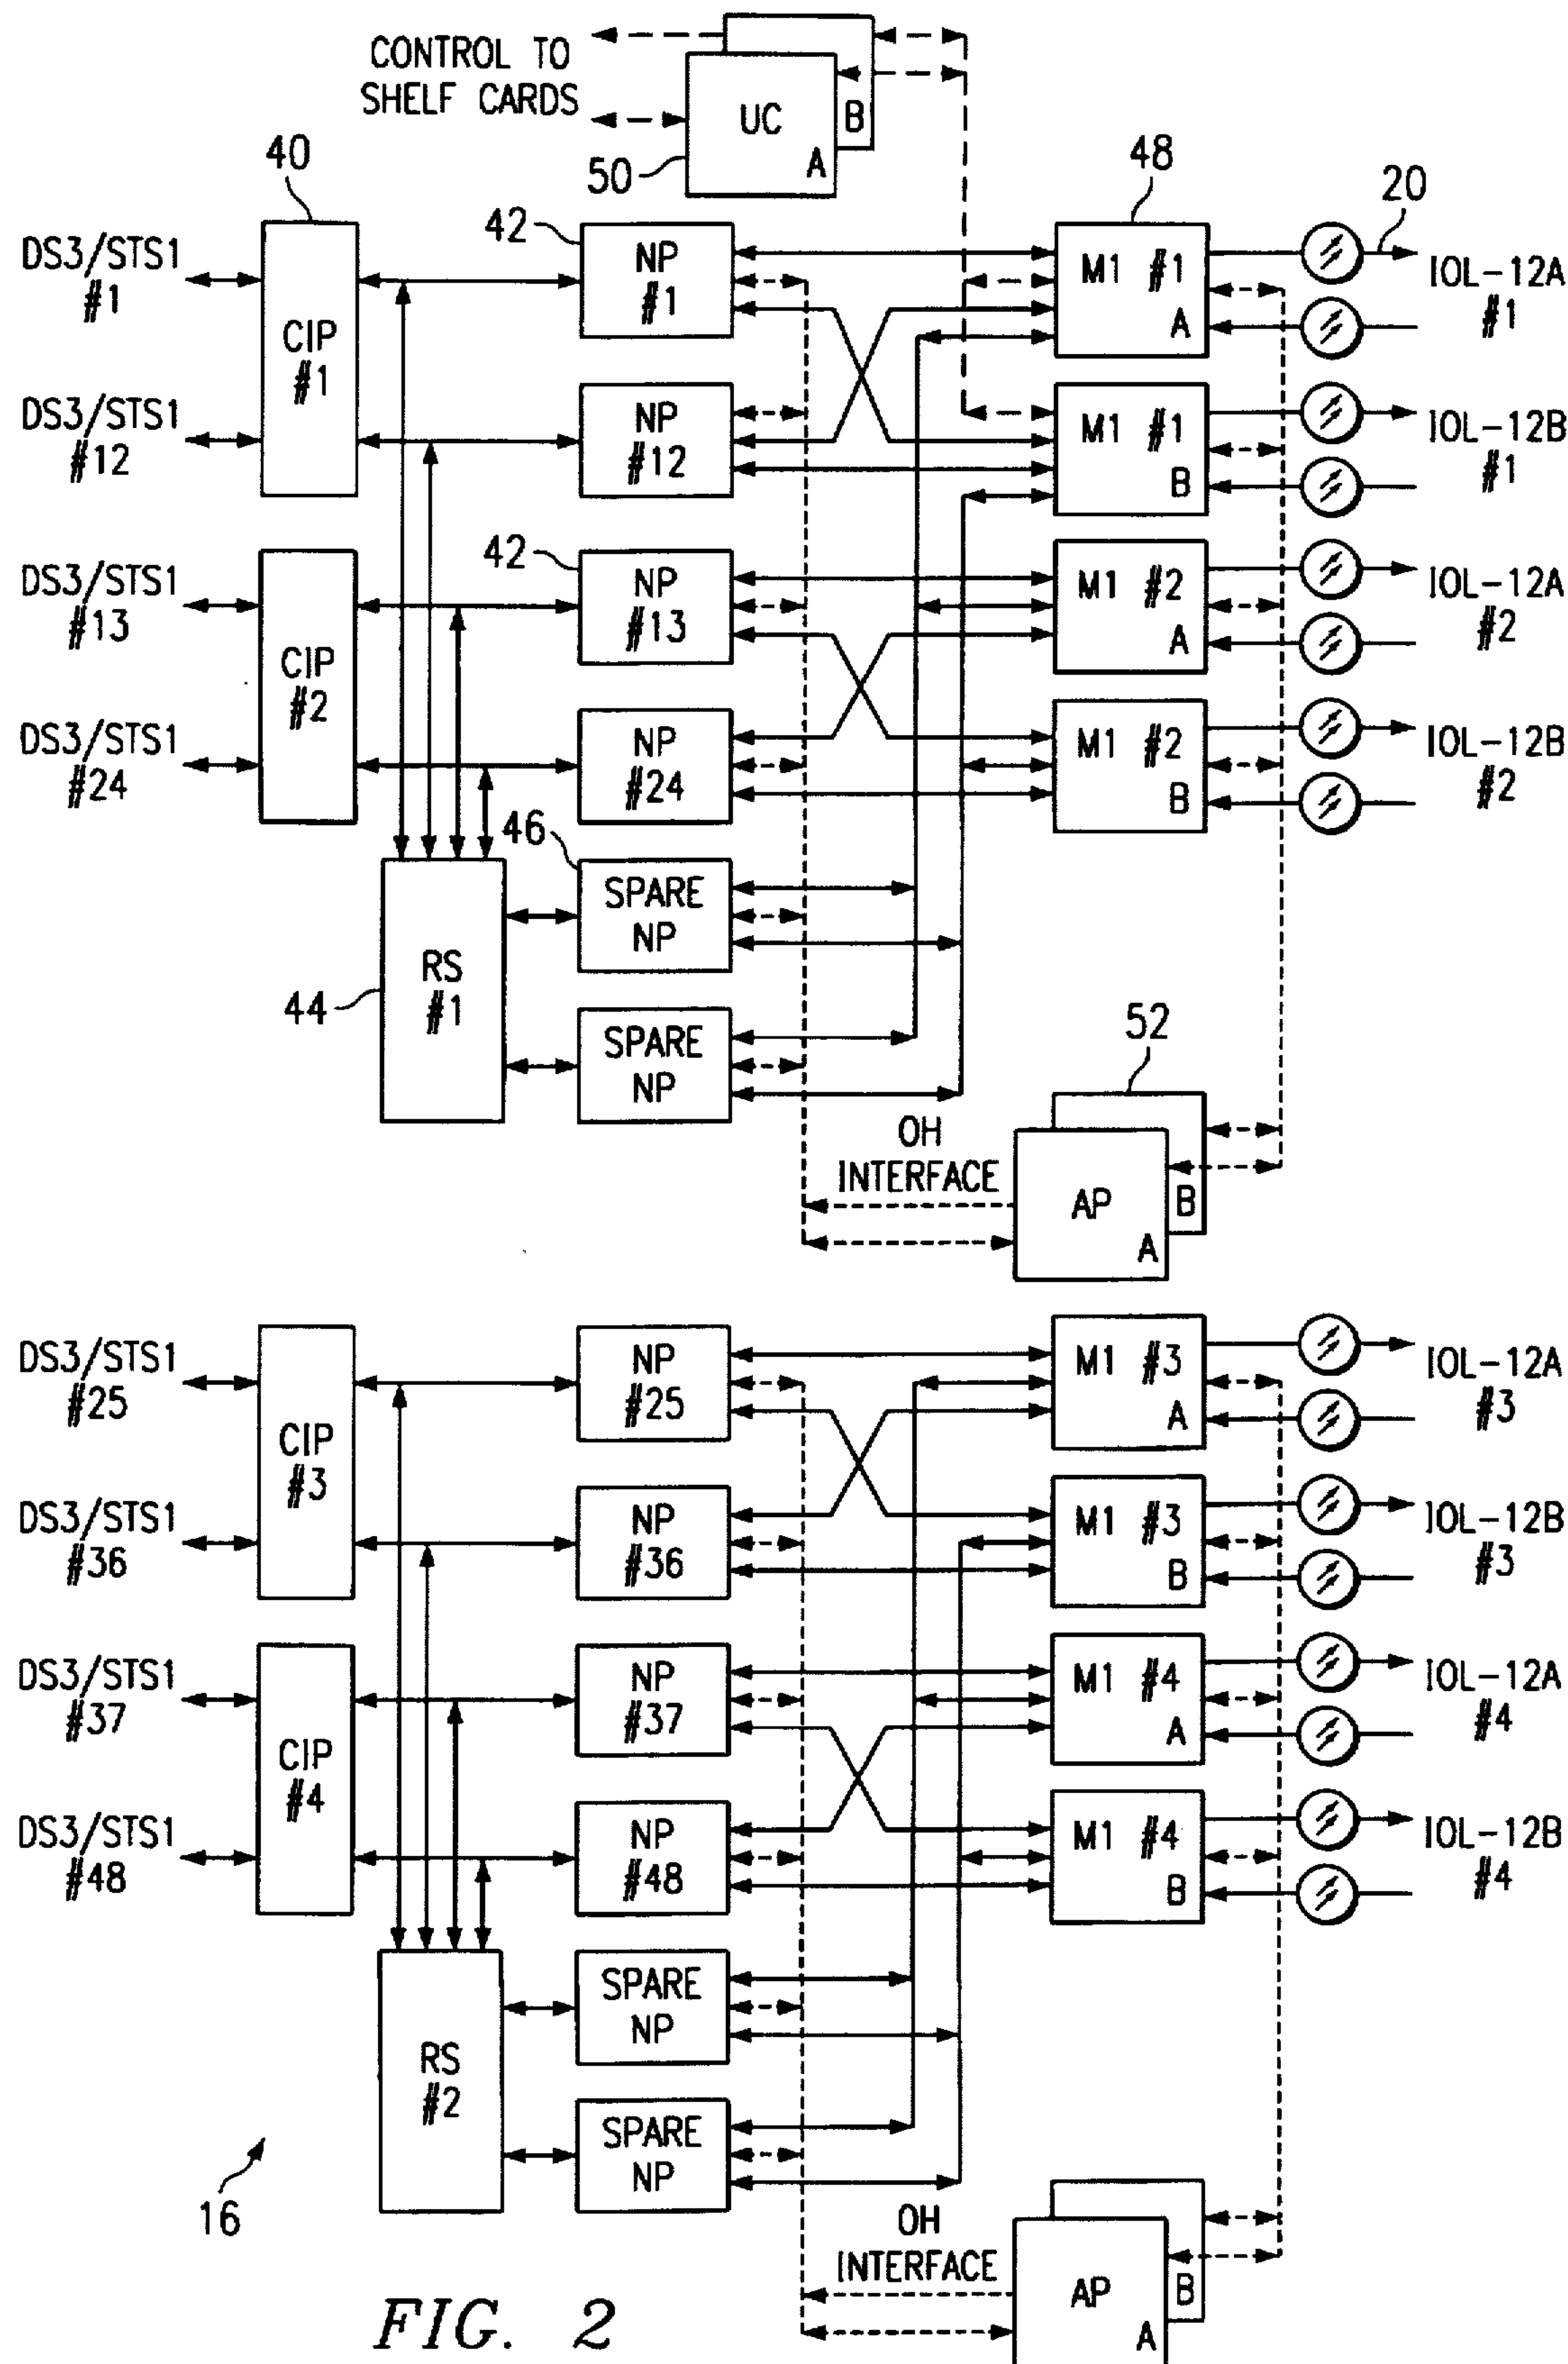 CONTROL TO
SHELF CARDS
UC
A
B
50
40
42
48
20
DS3/STS1
#1
CIP
#1
NP
#1
M1 #1
A
IOL-12A
#1
DS3/STS1
#12
NP
#12
M1 #1
B
IOL-12B
#1
DS3/STS1
#13
CIP
#2
42
NP
#13
M1 #2
A
IOL-12A
#2
DS3/STS1
#24
NP
#24
M1 #2
B
IOL-12B
#2
46
SPARE
NP
RS
#1
44
SPARE
NP
52
OH
INTERFACE
AP
A
B
DS3/STS1
#25
CIP
#3
NP
#25
M1 #3
A
IOL-12A
#3
DS3/STS1
#36
NP
#36
M1 #3
B
IOL-12B
#3
DS3/STS1
#37
CIP
#4
NP
#37
M1 #4
A
IOL-12A
#4
DS3/STS1
#48
NP
#48
M1 #4
B
IOL-12B
#4
SPARE
NP
RS
#2
SPARE
NP
16
OH
INTERFACE
AP
A
B
FIG. 2